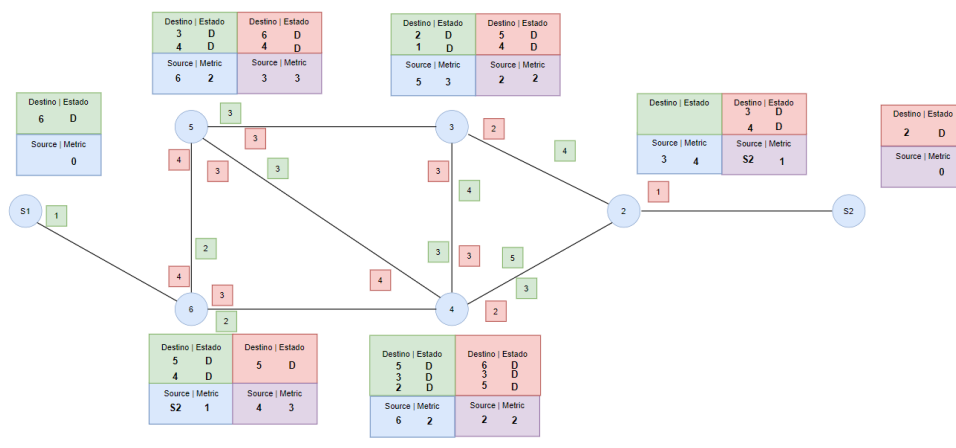 Destino | Estado
3 D
4 D
Destino | Estado
6 D
4 D
Source | Metric
6 2
Source | Metric
3 3
Destino | Estado
2 D
1 D
Destino | Estado
5 D
4 D
Source | Metric
5 3
Source | Metric
2 2
Destino | Estado
6 D
Source | Metric
0
Destino | Estado
Destino | Estado
3 D
4 D
Source | Metric
3 4
Source | Metric
S2 1
Destino | Estado
2 D
Source | Metric
0
5
3
3
3
2
4
4
3
3
3
4
S1
1
2
1
S2
2
3
3
5
4
3
4
3
2
6
2
4
2
Destino | Estado
5 D
4 D
Destino | Estado
5 D
Source | Metric
S2 1
Source | Metric
4 3
Destino | Estado
5 D
3 D
2 D
Destino | Estado
6 D
3 D
5 D
Source | Metric
6 2
Source | Metric
2 2